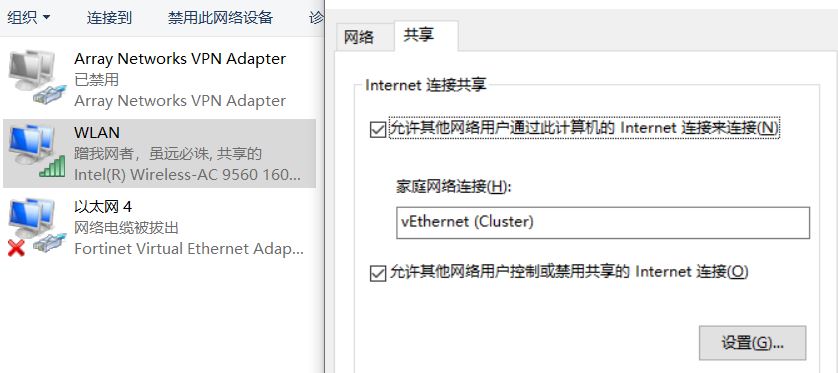 组织
连接到
禁用此网络设备
诊
Array Networks VPN Adapter
已禁用
Array Networks VPN Adapter
WLAN
蹭我网者，虽远必诛, 共享的
Intel(R) Wireless-AC 9560 160...
以太网 4
网络电缆被拔出
Fortinet Virtual Ethernet Adap...
网络
共享
Internet 连接共享
允许其他网络用户通过此计算机的 Internet 连接来连接(N)
家庭网络连接(H):
vEthernet (Cluster)
允许其他网络用户控制或禁用共享的 Internet 连接(O)
设置(G)...